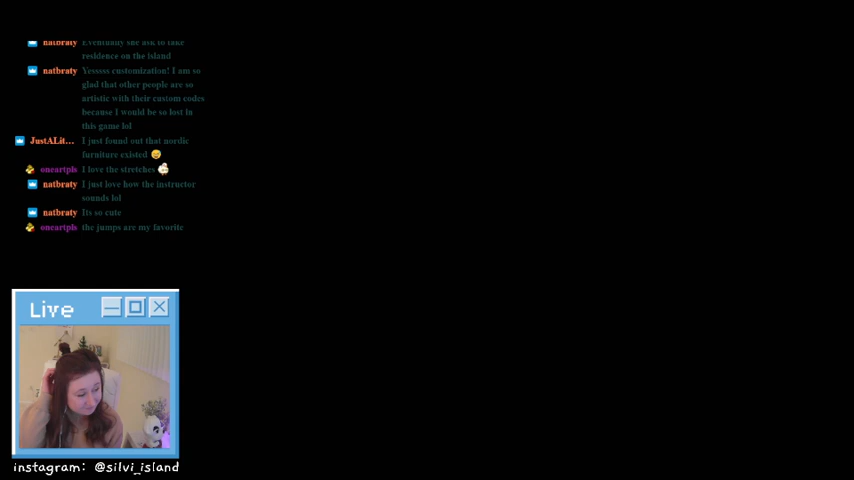 natbraty Eventually she ask to take
residence on the island
natbraty Yesssss customization! I am so
glad that other people are so
artistic with their custom codes
because I would be so lost in
this game lol
JustALit... I just found out that nordic
furniture existed
oneartpls I love the stretches
natbraty I just love how the instructor
sounds lol
natbraty Its so cute
oneartpls the jumps are my favorite
Live
instagram: @silvi_island